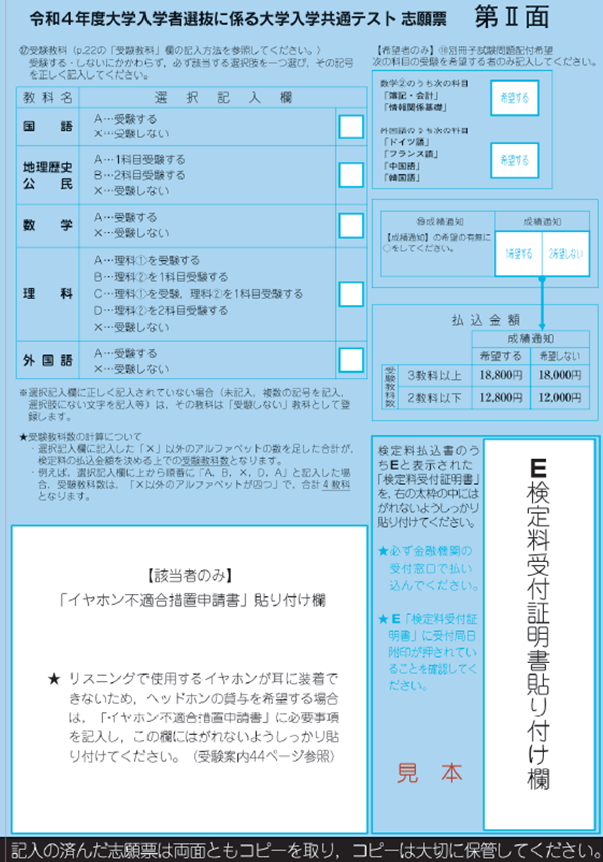 令和4年度大学入学者選抜に係る大学入学共通テスト 志願票 第Ⅱ面
⑰受験教科（p.22の「受験教科」欄の記入方法を参照してください。）
受験する・しないにかかわらず，必ず該当する選択肢を一つ選び，その記号
を正しく記入してください。
教科名 選択記入欄
国語
A…受験する
×…受験しない
地理歴史
公民
A…1科目受験する
B…2科目受験する
×…受験しない
数学
A…受験する
×…受験しない
理科
A…理科①を受験する
B…理科②を1科目受験する
C…理科①を受験，理科②を1科目受験する
D…理科②を2科目受験する
×…受験しない
外国語
A…受験する
×…受験しない
※選択記入欄に正しく記入されていない場合（未記入，複数の記号を記入，
選択肢にない文字を記入等）は，その教科は「受験しない」教科として登
録します。
★受験教科数の計算について
・選択記入欄に記入した「×」以外のアルファベットの数を足した合計が，
検定料の払込金額を決める上での受験教科数となります。
・例えば，選択記入欄に上から順番に「A，B，×，D，A」と記入した場
合，受験教科数は，「×以外のアルファベットが四つ」で，合計4教科
となります。
【希望者のみ】⑱別冊子試験問題配付希望
次の科目の受験を希望する者のみ記入してください。
数学②のうち次の科目
「簿記・会計」
「情報関係基礎」
希望する
外国語のうち次の科目
「ドイツ語」
「フランス語」
「中国語」
「韓国語」
希望する
⑲成績通知 成績通知
【成績通知】の希望の有無に
○をしてください。
1希望する 2希望しない
払込金額
成績通知
希望する 希望しない
受験教科数
3教科以上 18,800円 18,000円
2教科以下 12,800円 12,000円
【該当者のみ】
「イヤホン不適合措置申請書」貼り付け欄
★ リスニングで使用するイヤホンが耳に装着で
きないため，ヘッドホンの貸与を希望する場合
は，「イヤホン不適合措置申請書」に必要事項
を記入し，この欄にはがれないようしっかり貼
り付けてください。（受験案内44ページ参照）
検定料払込書のう
ちEと表示された
「検定料受付証明書」
を，右の太枠の中には
がれないようしっかり
貼り付けてください。
★必ず金融機関の
受付窓口で払い
込んでください。
★E「検定料受付証
明書」に受付局日
附印が押されてい
ることを確認してく
ださい。
見本
E検定料受付証明書貼り付け欄
記入の済んだ志願票は両面ともコピーを取り，コピーは大切に保管してください。